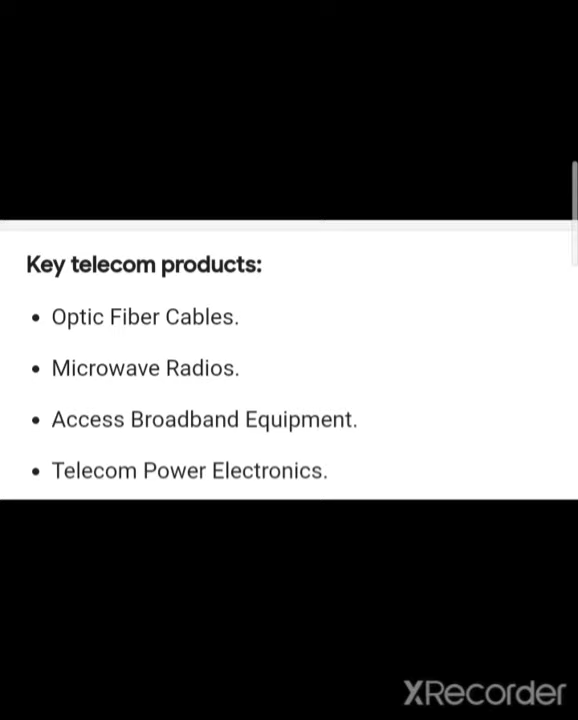 Key telecom products:
• Optic Fiber Cables.
• Microwave Radios.
• Access Broadband Equipment.
• Telecom Power Electronics.
XRecorder